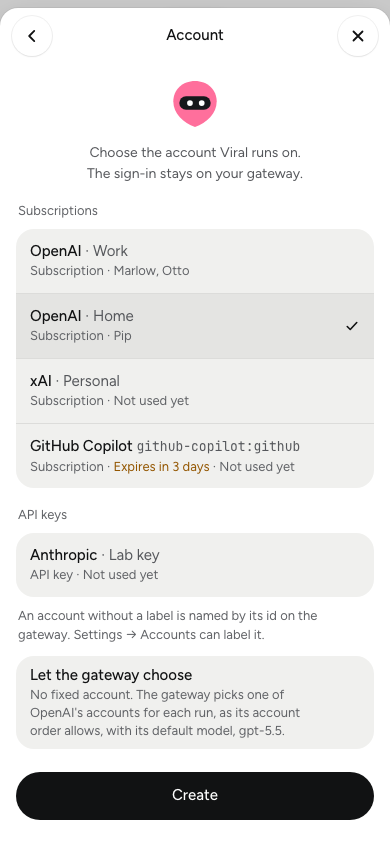 Account
Choose the account Viral runs on.
The sign-in stays on your gateway.
Subscriptions
OpenAI · Work
Subscription · Marlow, Otto
OpenAI · Home
Subscription · Pip
xAI · Personal
Subscription · Not used yet
GitHub Copilot github-copilot:github
Subscription · Expires in 3 days · Not used yet
API keys
Anthropic · Lab key
API key · Not used yet
An account without a label is named by its id on the
gateway. Settings → Accounts can label it.
Let the gateway choose
No fixed account. The gateway picks one of
OpenAI's accounts for each run, as its account
order allows, with its default model, gpt-5.5.
Create